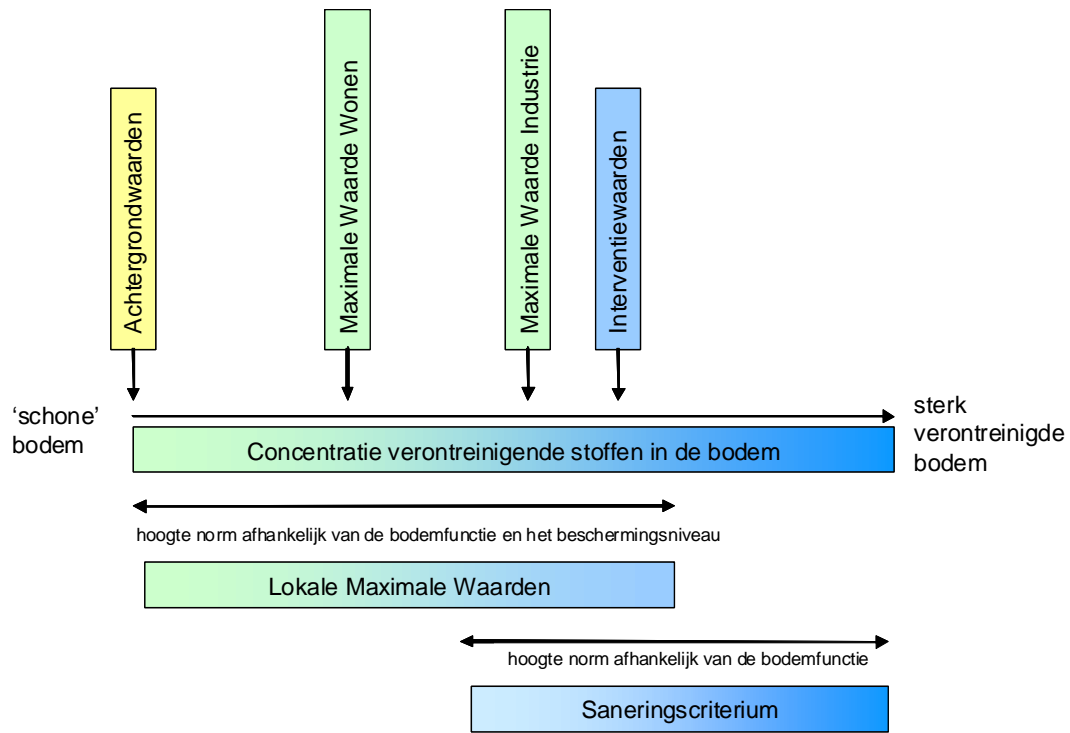 Achtergrondwaarden
Maximale Waarde Wonen
Maximale Waarde Industrie
Interventiewaarden
‘schone’
bodem
sterk
verontreinigde
bodem
Concentratie verontreinigende stoffen in de bodem
hoogte norm afhankelijk van de bodemfunctie en het beschermingsniveau
Lokale Maximale Waarden
hoogte norm afhankelijk van de bodemfunctie
Saneringscriterium